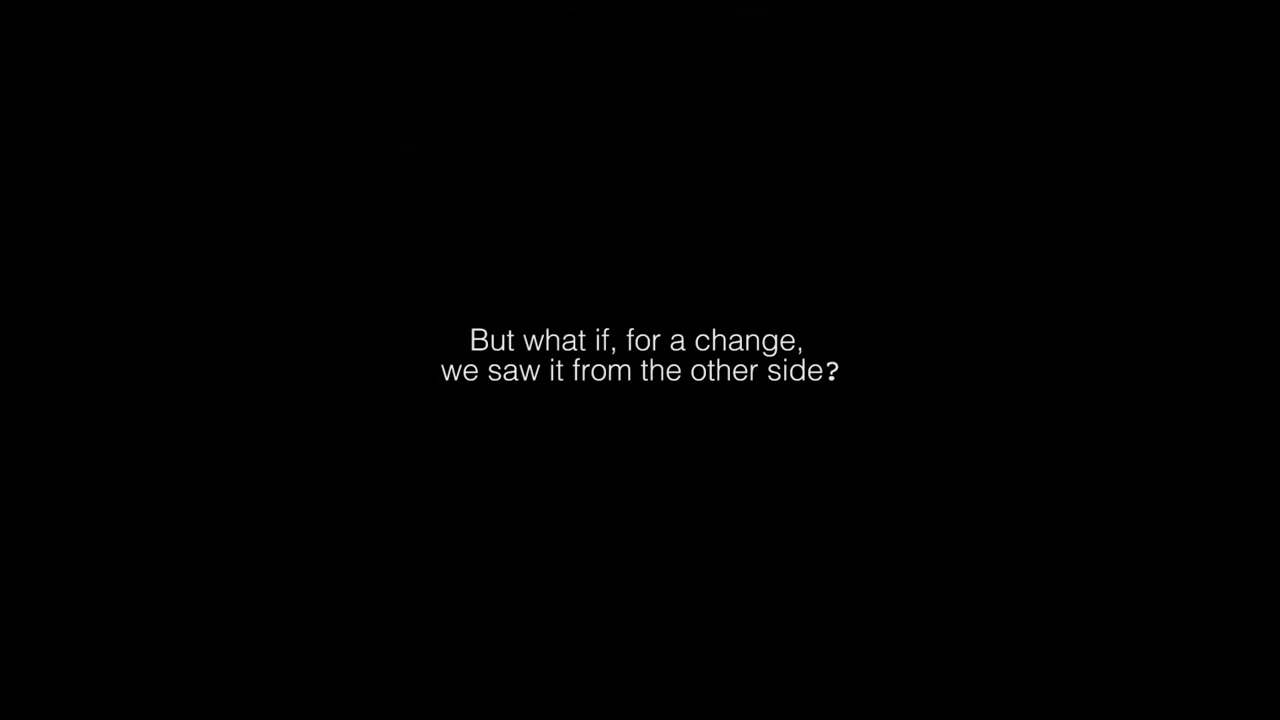 But what if, for a change,
we saw it from the other side?